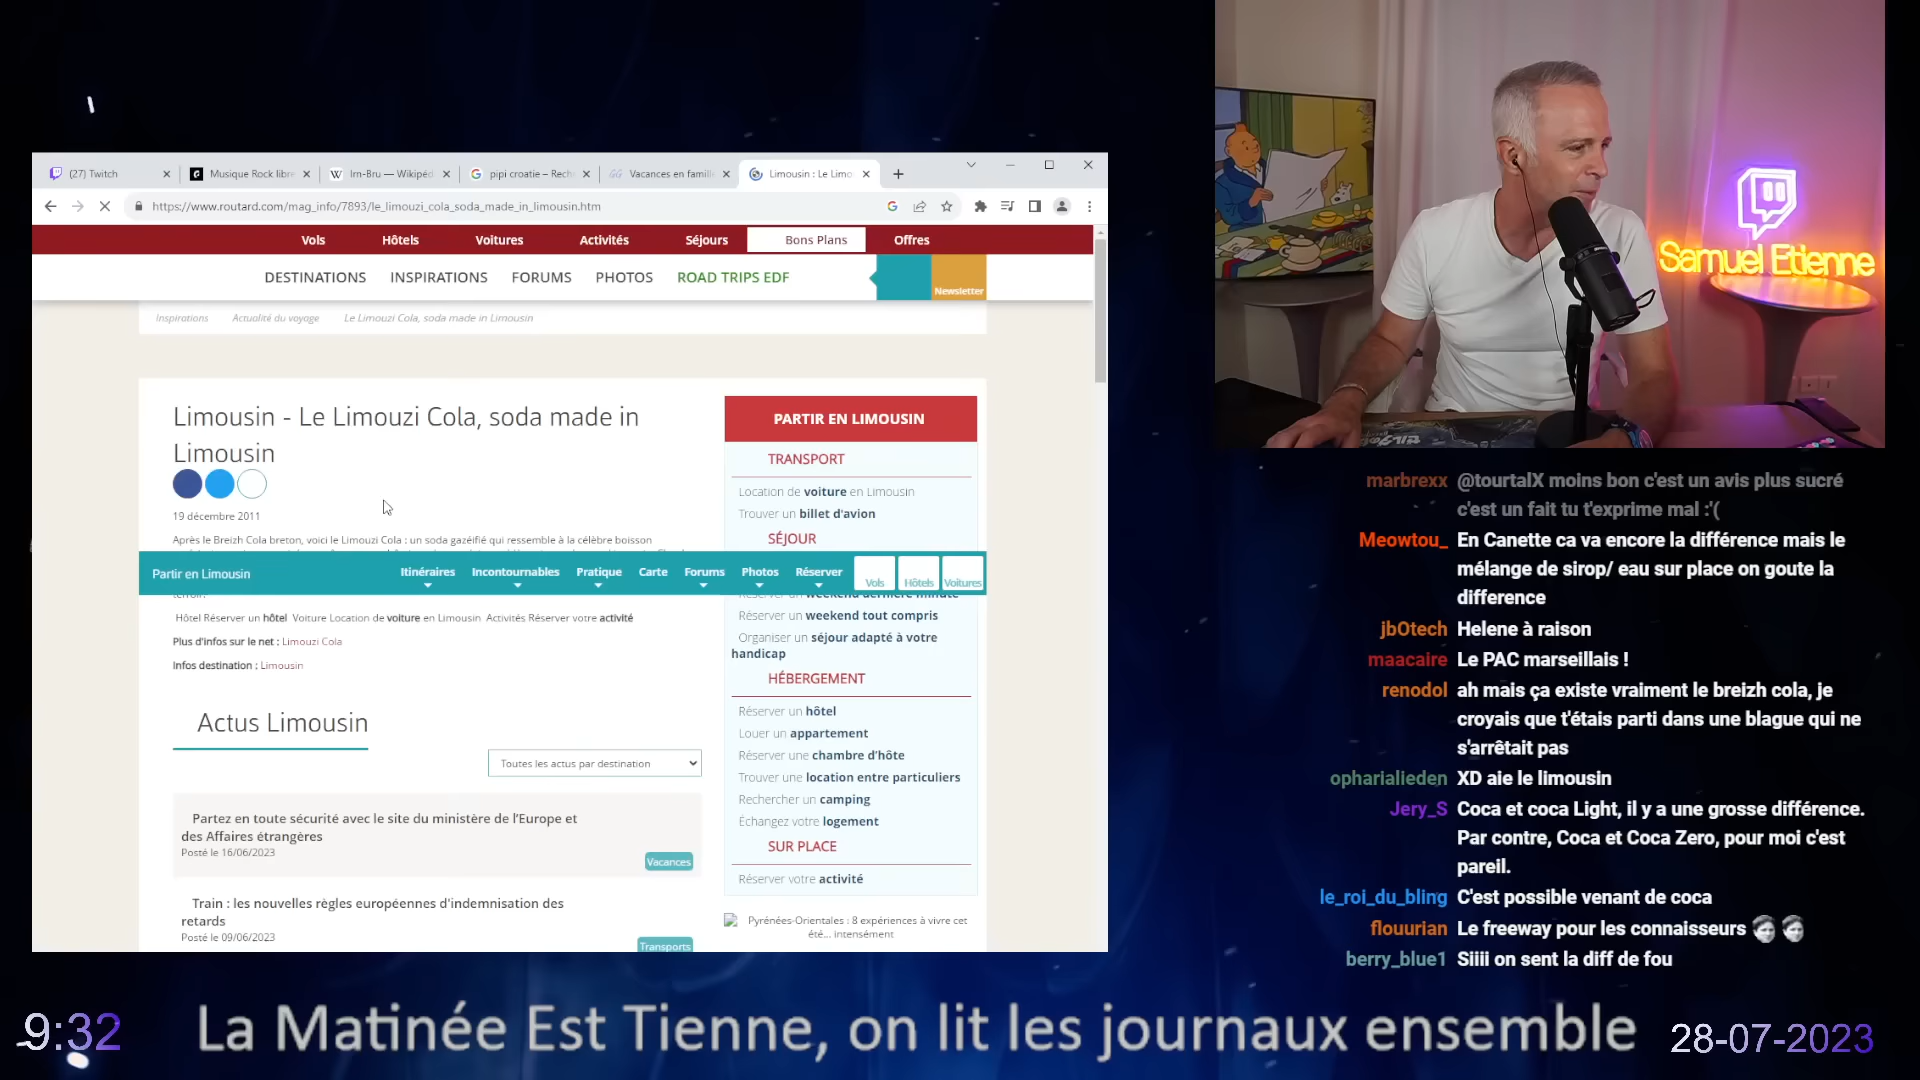 (27) Twitch
Musique Rock libre
Irn-Bru — Wikipéd
pipi croatie – Rech
Vacances en famill
Limousin : Le Limo
https://www.routard.com/mag_info/7893/le_limouzi_cola_soda_made_in_limousin.htm
Vols Hôtels Voitures Activités Séjours Bons Plans Offres
DESTINATIONS INSPIRATIONS FORUMS PHOTOS ROAD TRIPS EDF
Newsletter
Inspirations Actualité du voyage Le Limouzi Cola, soda made in Limousin
Limousin - Le Limouzi Cola, soda made in
Limousin
19 décembre 2011
Après le Breizh Cola breton, voici le Limouzi Cola : un soda gazéifié qui ressemble à la célèbre boisson
Partir en Limousin
Itinéraires Incontournables Pratique Carte Forums Photos Réserver Vols Hôtels Voitures
terroir.
Hôtel Réserver un hôtel Voiture Location de voiture en Limousin Activités Réserver votre activité
Plus d'infos sur le net : Limouzi Cola
Infos destination : Limousin
Actus Limousin
Toutes les actus par destination
Partez en toute sécurité avec le site du ministère de l’Europe et
des Affaires étrangères
Posté le 16/06/2023
Vacances
Train : les nouvelles règles européennes d'indemnisation des
retards
Posté le 09/06/2023
Transports
PARTIR EN LIMOUSIN
TRANSPORT
Location de voiture en Limousin
Trouver un billet d'avion
SÉJOUR
Réserver un weekend dernière minute
Réserver un weekend tout compris
Organiser un séjour adapté à votre
handicap
HÉBERGEMENT
Réserver un hôtel
Louer un appartement
Réserver une chambre d’hôte
Trouver une location entre particuliers
Rechercher un camping
Échangez votre logement
SUR PLACE
Réserver votre activité
Pyrénées-Orientales : 8 expériences à vivre cet
été... intensément
Samuel Etienne
marbrexx @tourtalX moins bon c'est un avis plus sucré
c'est un fait tu t'exprime mal :'(
Meowtou_ En Canette ca va encore la différence mais le
mélange de sirop/ eau sur place on goute la
difference
jbOtech Helene à raison
maacaire Le PAC marseillais !
renodol ah mais ça existe vraiment le breizh cola, je
croyais que t'étais parti dans une blague qui ne
s'arrêtait pas
opharialieden XD aie le limousin
Jery_S Coca et coca Light, il y a une grosse différence.
Par contre, Coca et Coca Zero, pour moi c'est
pareil.
le_roi_du_bling C'est possible venant de coca
flouurian Le freeway pour les connaisseurs
berry_blue1 Siiii on sent la diff de fou
9:32
La Matinée Est Tienne, on lit les journaux ensemble
28-07-2023